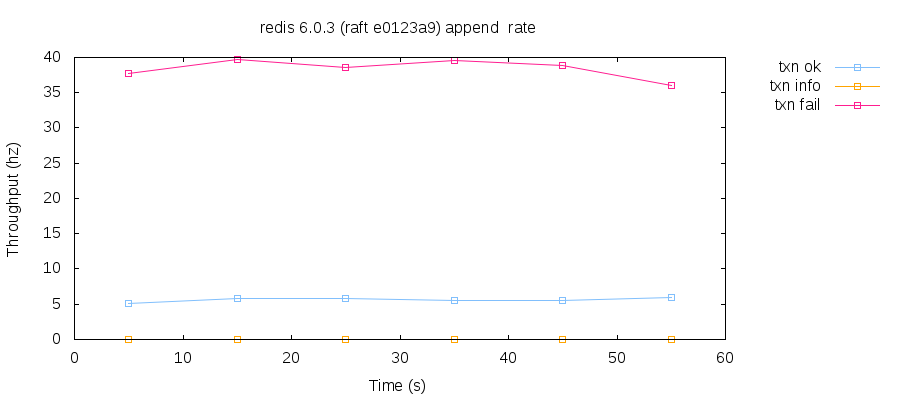 redis 6.0.3 (raft e0123a9) append  rate
txn ok
txn info
txn fail
Throughput (hz)
40
35
30
25
20
15
10
5
0
0 10 20 30 40 50 60
Time (s)